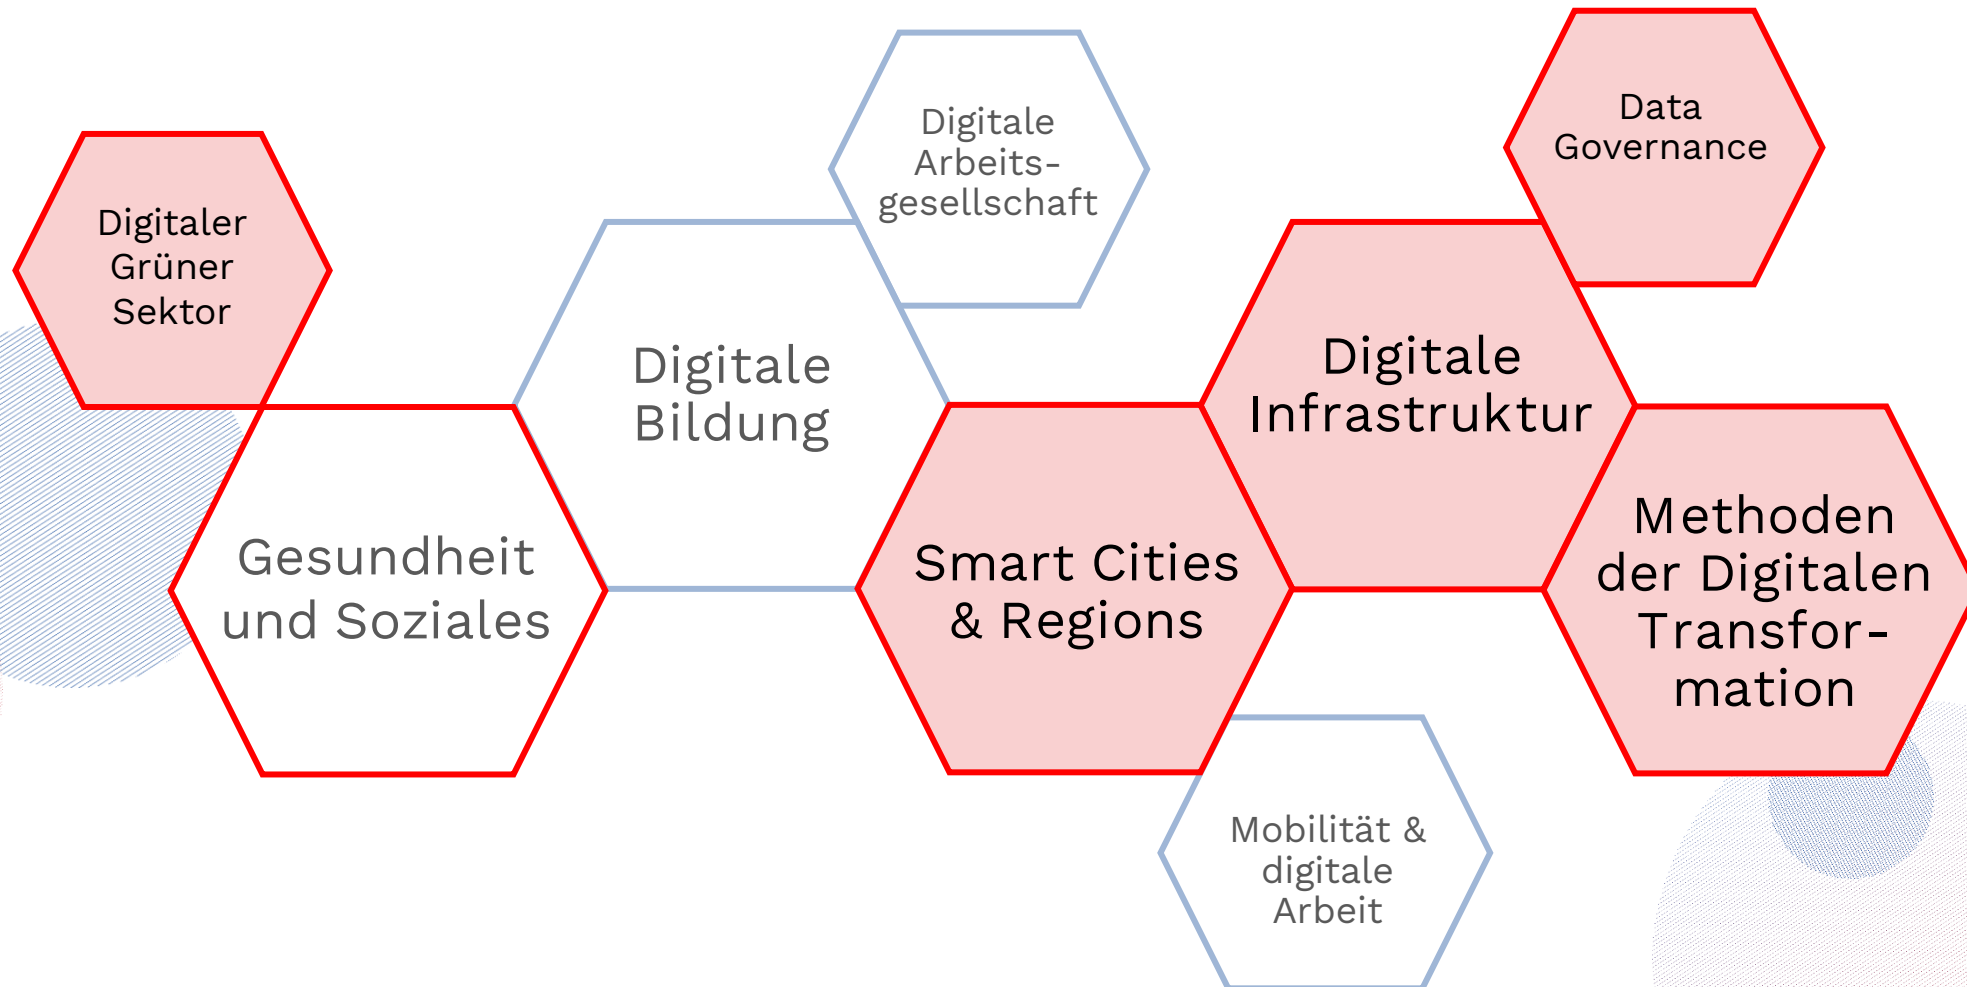 Digitaler
Grüner
Sektor
Gesundheit
und Soziales
Digitale
Bildung
Digitale
Arbeits-
gesellschaft
Smart Cities
& Regions
Mobilität &
digitale
Arbeit
Digitale
Infrastruktur
Data
Governance
Methoden
der Digitalen
Transfor-
mation